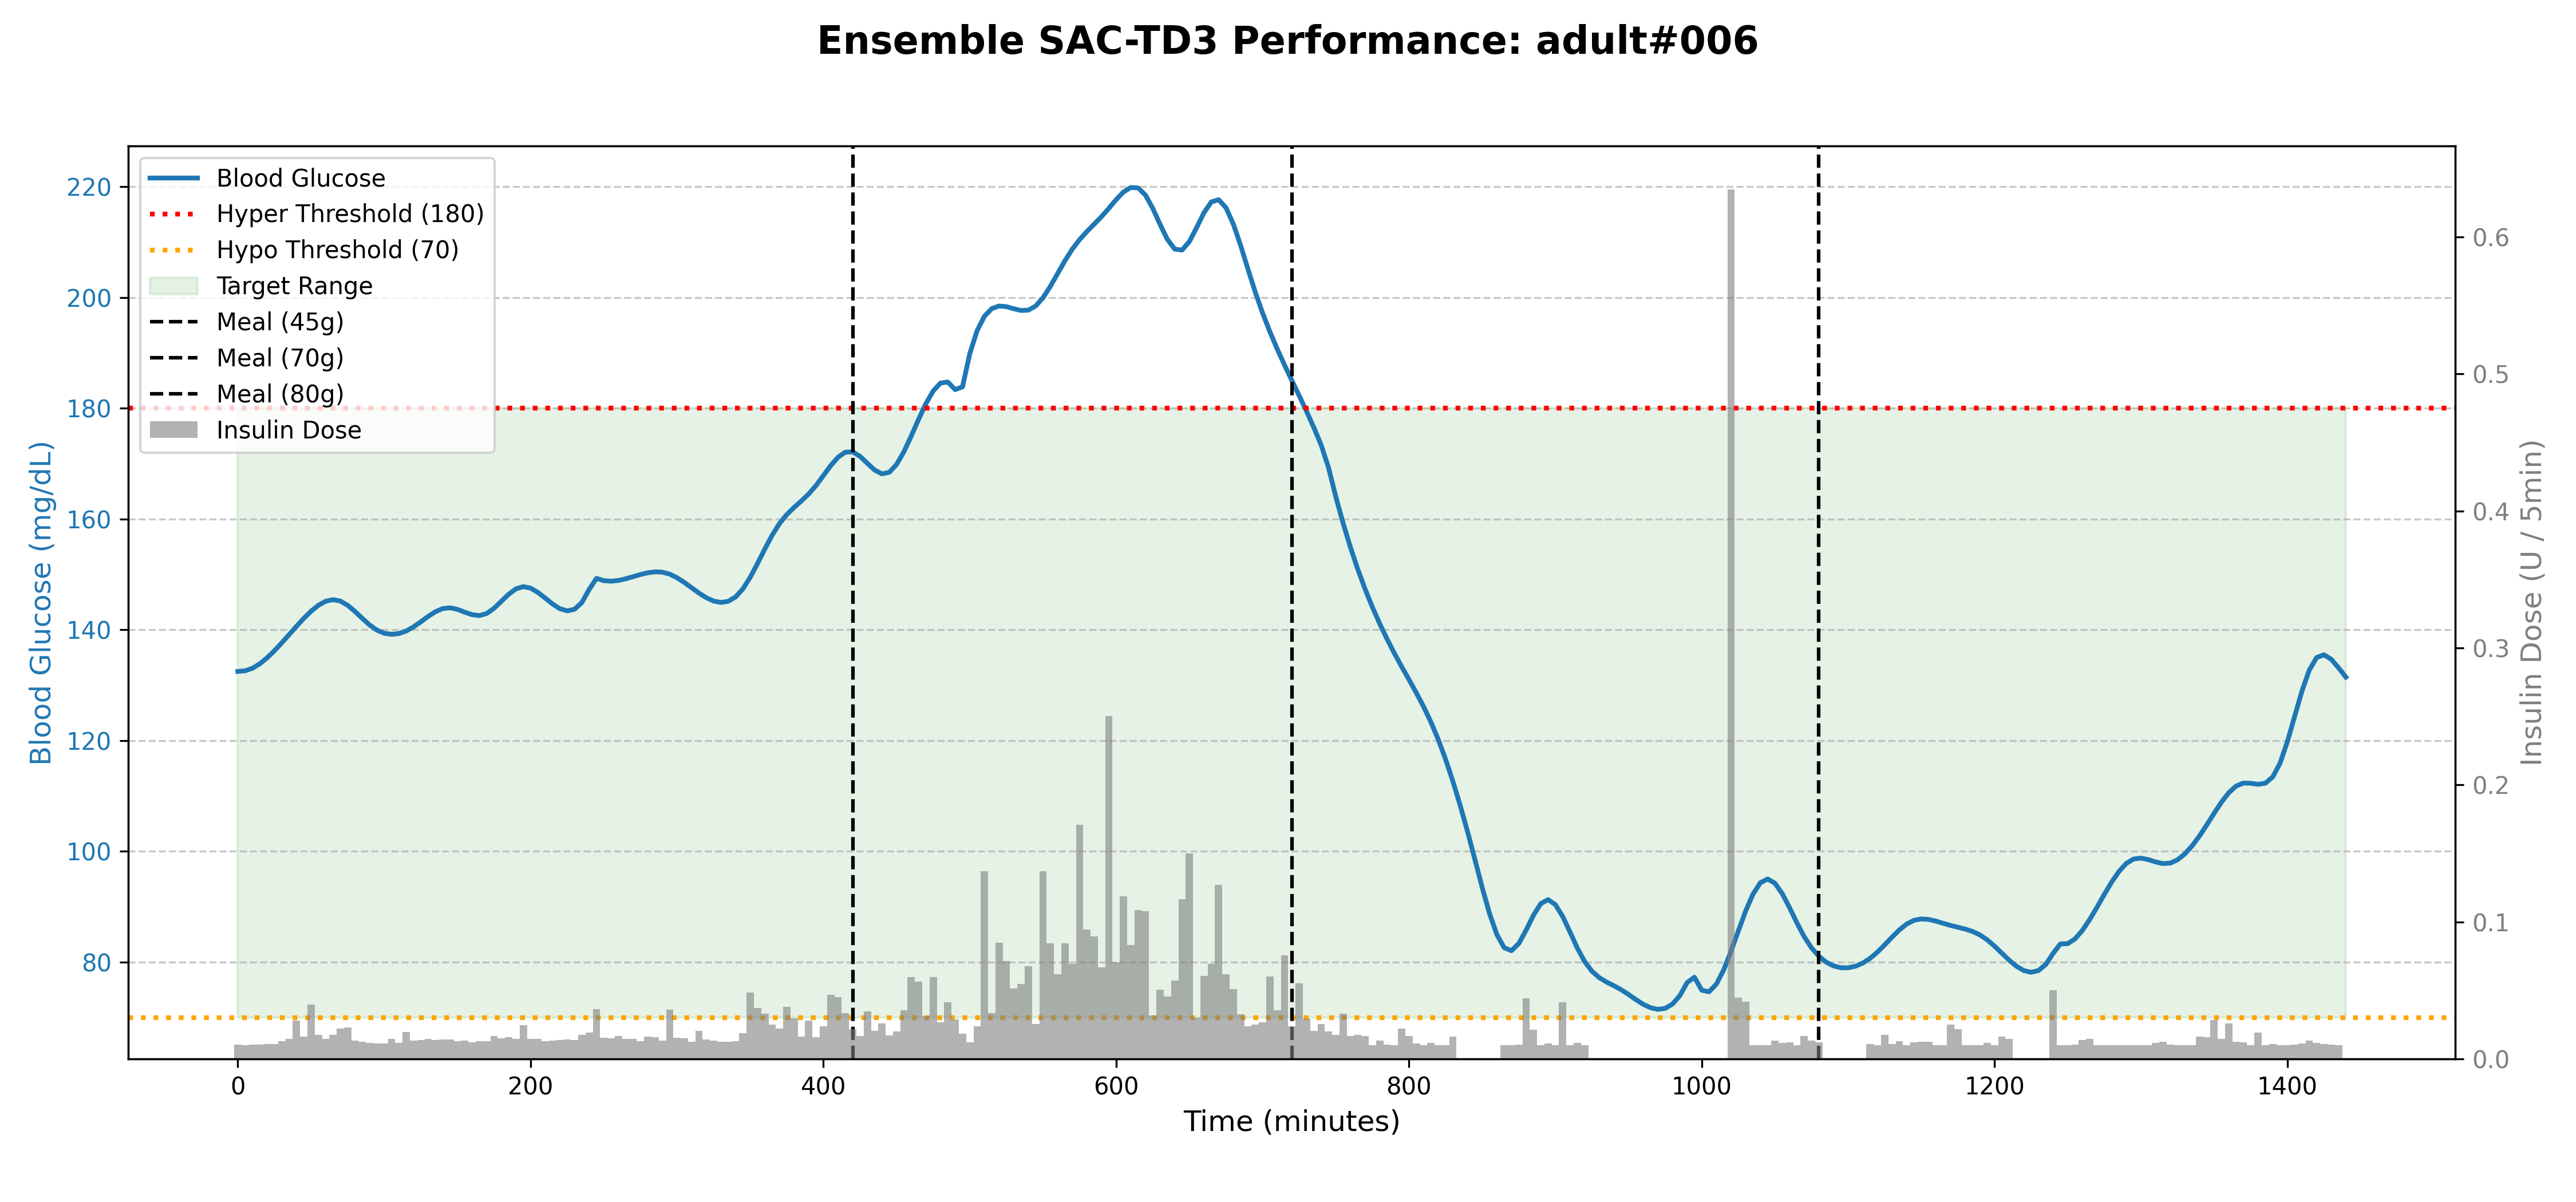 Ensemble SAC-TD3 Performance: adult#006
Blood Glucose
Hyper Threshold (180)
Hypo Threshold (70)
Target Range
Meal (45g)
Meal (70g)
Meal (80g)
Insulin Dose
Blood Glucose (mg/dL)
220
200
180
160
140
120
100
80
Insulin Dose (U / 5min)
0.6
0.5
0.4
0.3
0.2
0.1
0.0
0 200 400 600 800 1000 1200 1400
Time (minutes)